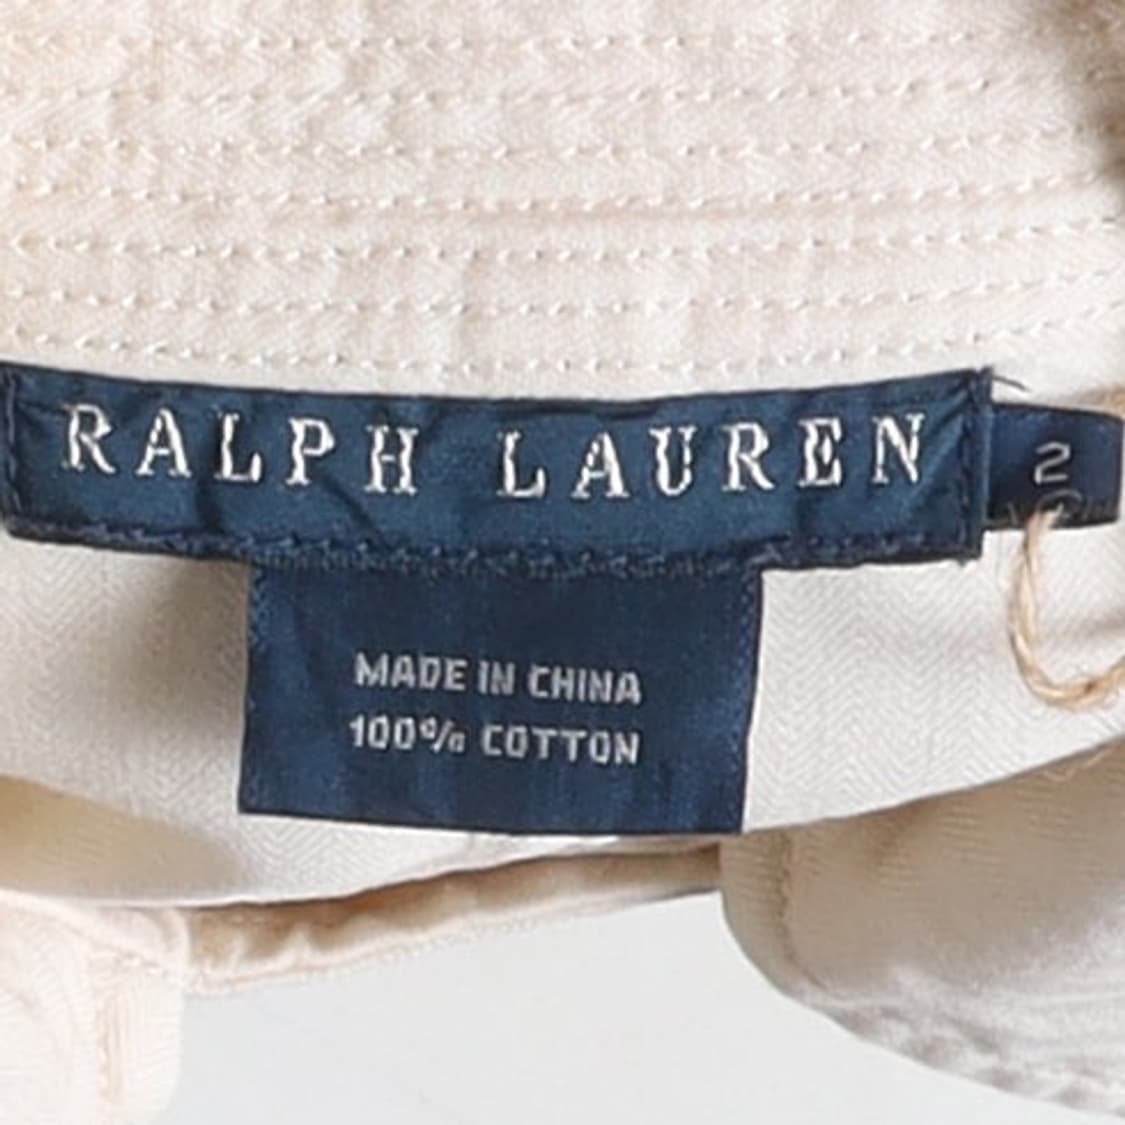 RALPH LAUREN
2
MADE IN CHINA
100% COTTON